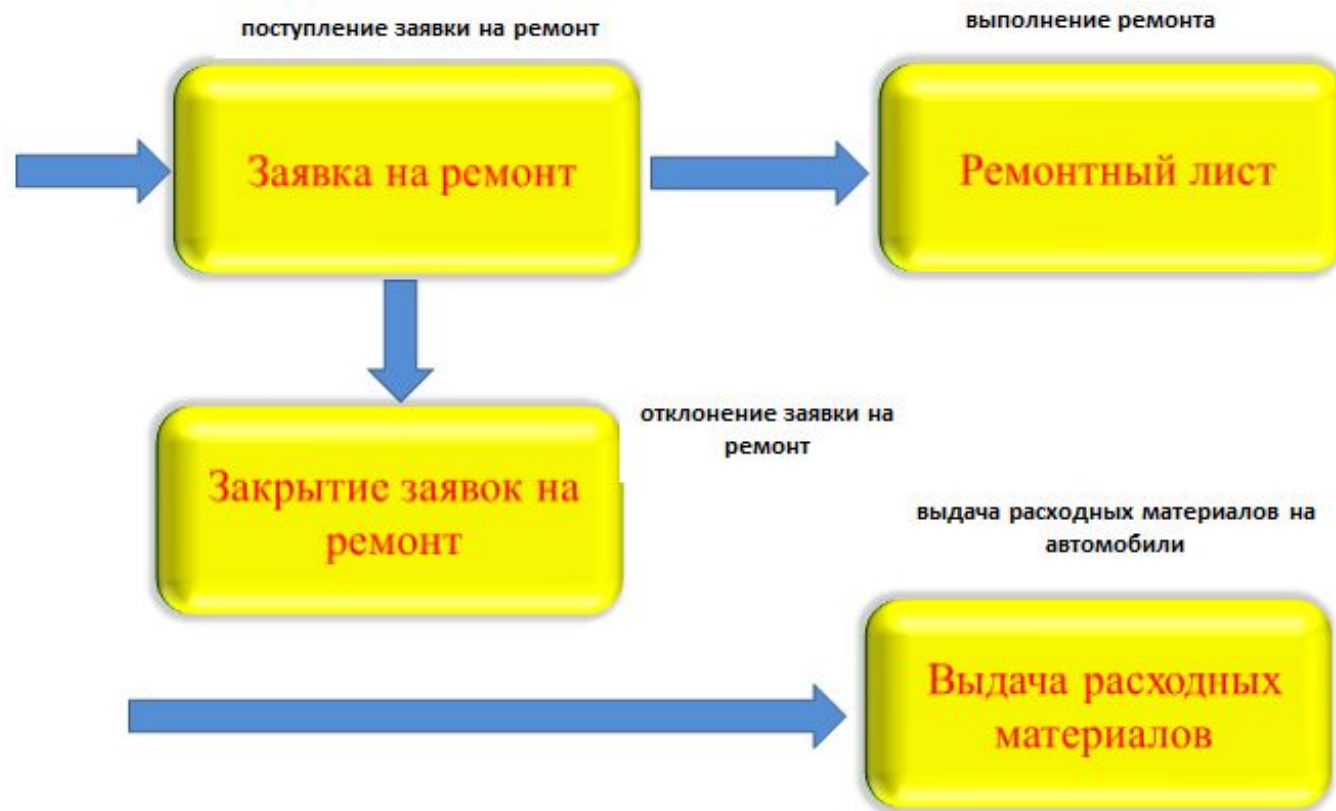 поступление заявки на ремонт
выполнение ремонта
Заявка на ремонт
Ремонтный лист
отклонение заявки на
ремонт
Закрытие заявок на
ремонт
выдача расходных материалов на
автомобили
Выдача расходных
материалов